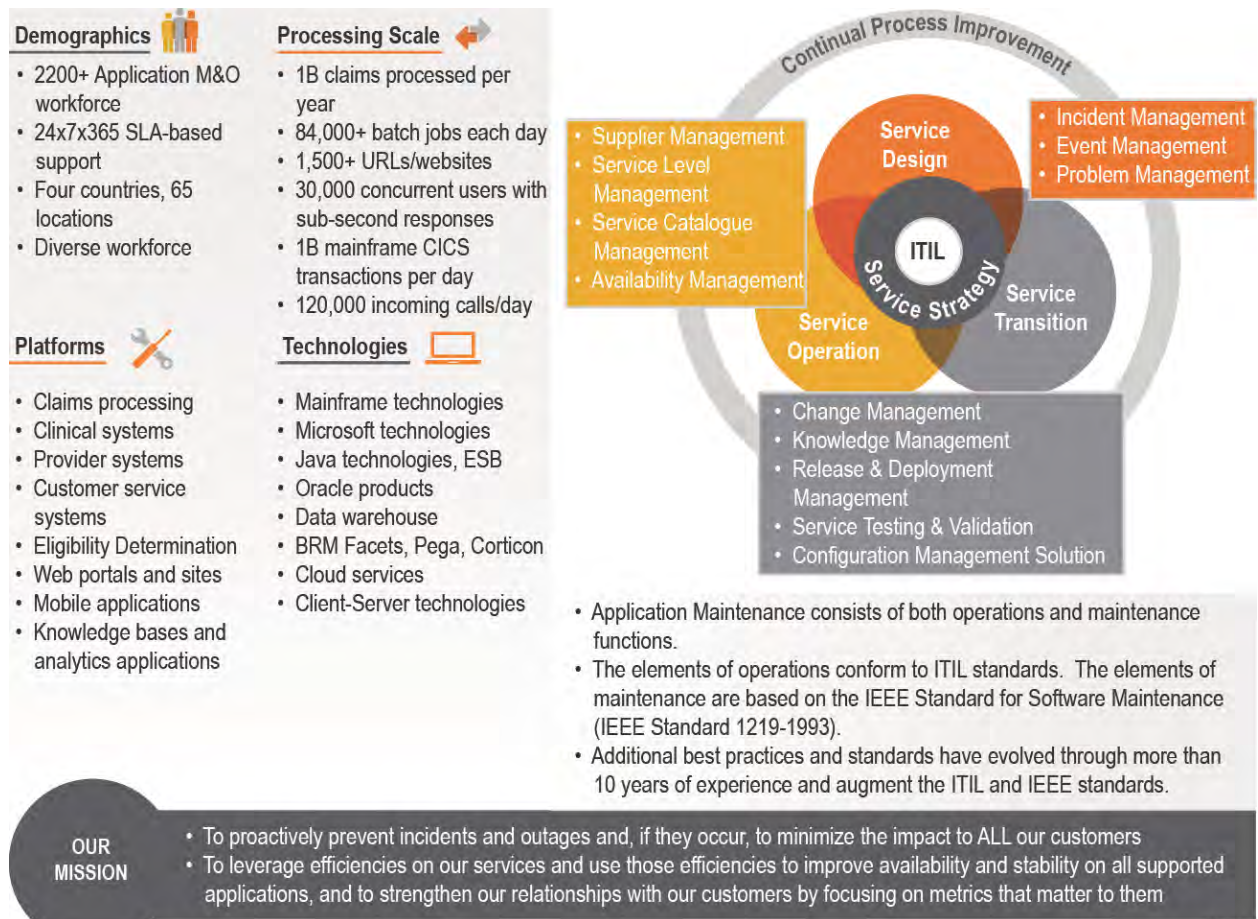 Demographics
• 2200+ Application M&O
workforce
• 24x7x365 SLA-based
support
• Four countries, 65
locations
• Diverse workforce
Processing Scale
• 1B claims processed per
year
• 84,000+ batch jobs each day
• 1,500+ URLs/websites
• 30,000 concurrent users with
sub-second responses
• 1B mainframe CICS
transactions per day
• 120,000 incoming calls/day
Platforms
• Claims processing
• Clinical systems
• Provider systems
• Customer service
systems
• Eligibility Determination
• Web portals and sites
• Mobile applications
• Knowledge bases and
analytics applications
Technologies
• Mainframe technologies
• Microsoft technologies
• Java technologies, ESB
• Oracle products
• Data warehouse
• BRM Facets, Pega, Corticon
• Cloud services
• Client-Server technologies
Continual Process Improvement
• Supplier Management
• Service Level
Management
• Service Catalogue
Management
• Availability Management
Service
Design
• Incident Management
• Event Management
• Problem Management
ITIL
Service Strategy
Service
Operation
Service
Transition
• Change Management
• Knowledge Management
• Release & Deployment
Management
• Service Testing & Validation
• Configuration Management Solution
• Application Maintenance consists of both operations and maintenance
functions.
• The elements of operations conform to ITIL standards. The elements of
maintenance are based on the IEEE Standard for Software Maintenance
(IEEE Standard 1219-1993).
• Additional best practices and standards have evolved through more than
10 years of experience and augment the ITIL and IEEE standards.
OUR
MISSION
• To proactively prevent incidents and outages and, if they occur, to minimize the impact to ALL our customers
• To leverage efficiencies on our services and use those efficiencies to improve availability and stability on all supported
applications, and to strengthen our relationships with our customers by focusing on metrics that matter to them